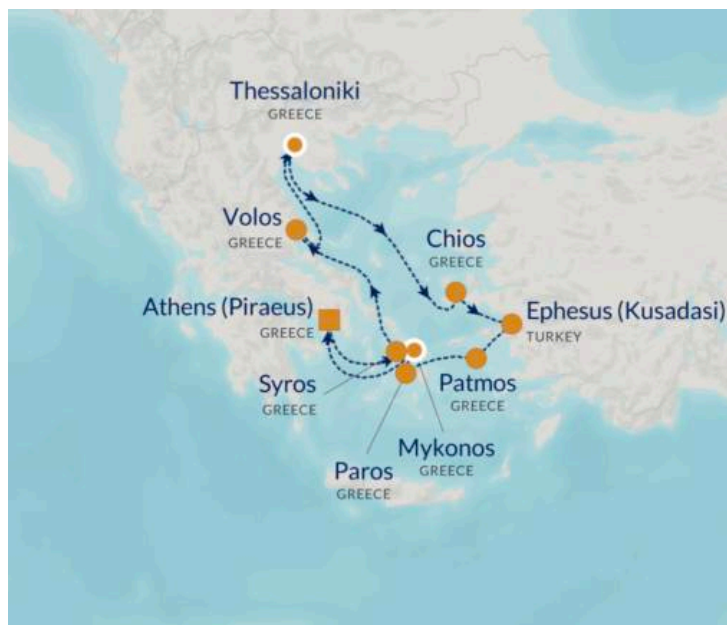 Thessaloniki
GREECE
Volos
GREECE
Chios
GREECE
Athens (Piraeus)
GREECE
Ephesus (Kusadasi)
TURKEY
Syros
GREECE
Patmos
GREECE
Mykonos
GREECE
Paros
GREECE